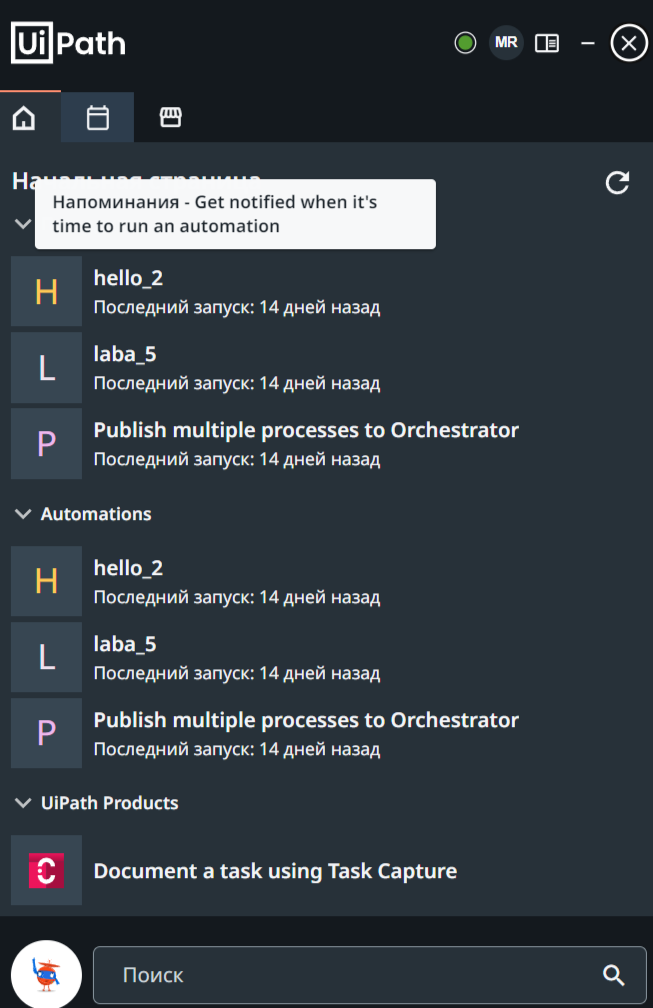 UiPath
MR
Начальная страница
Напоминания - Get notified when it's
time to run an automation
H
hello_2
Последний запуск: 14 дней назад
L
laba_5
Последний запуск: 14 дней назад
P
Publish multiple processes to Orchestrator
Последний запуск: 14 дней назад
Automations
H
hello_2
Последний запуск: 14 дней назад
L
laba_5
Последний запуск: 14 дней назад
P
Publish multiple processes to Orchestrator
Последний запуск: 14 дней назад
UiPath Products
C
Document a task using Task Capture
Поиск